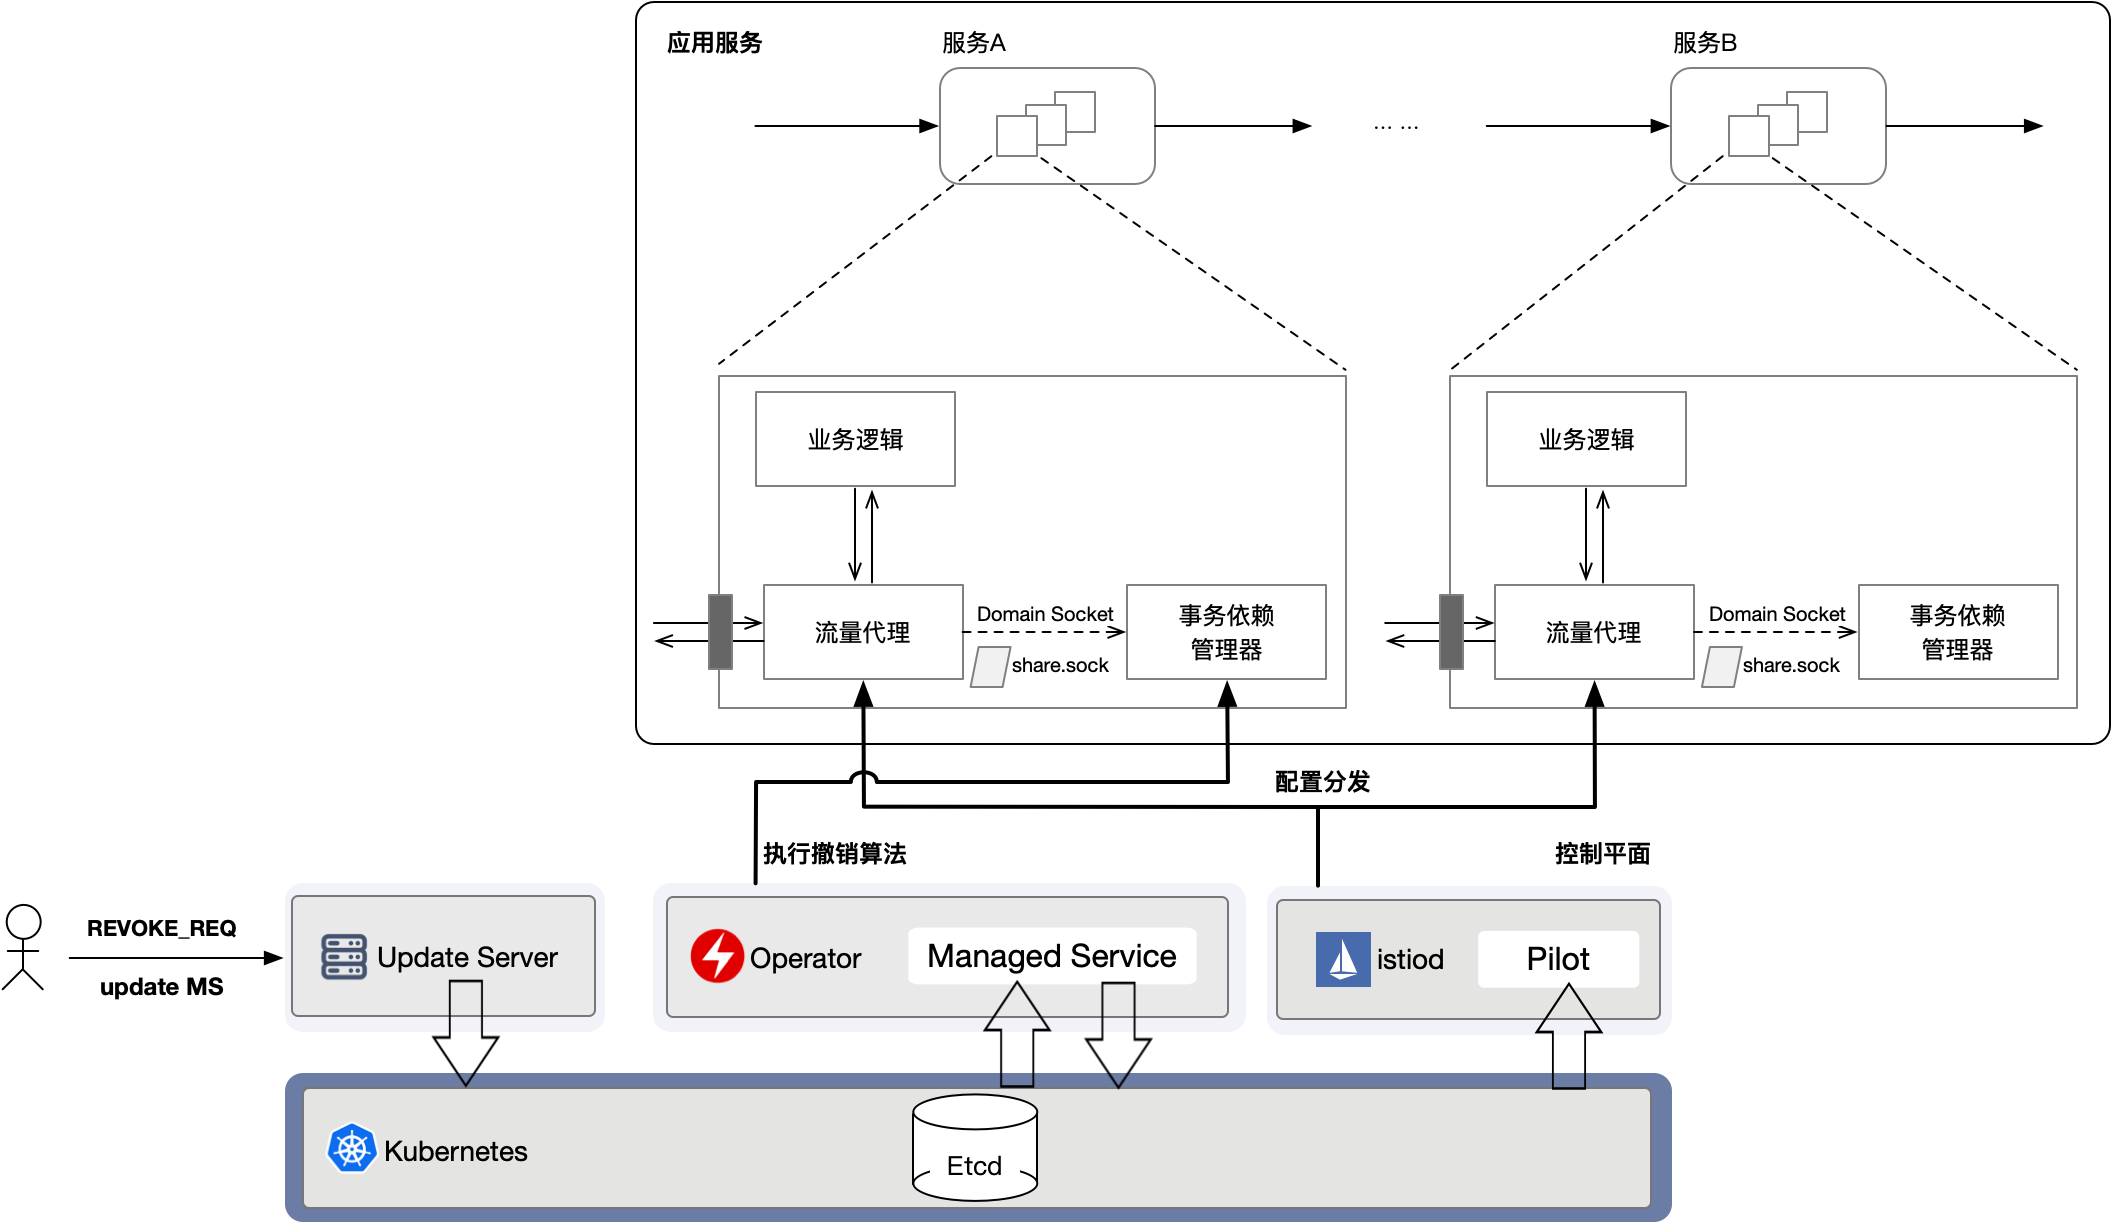 应用服务
服务A
服务B
... ...
业务逻辑
业务逻辑
流量代理
Domain Socket
share.sock
事务依赖
管理器
流量代理
Domain Socket
share.sock
事务依赖
管理器
配置分发
执行撤销算法
控制平面
REVOKE_REQ
update MS
Update Server
Operator
Managed Service
istiod
Pilot
Kubernetes
Etcd